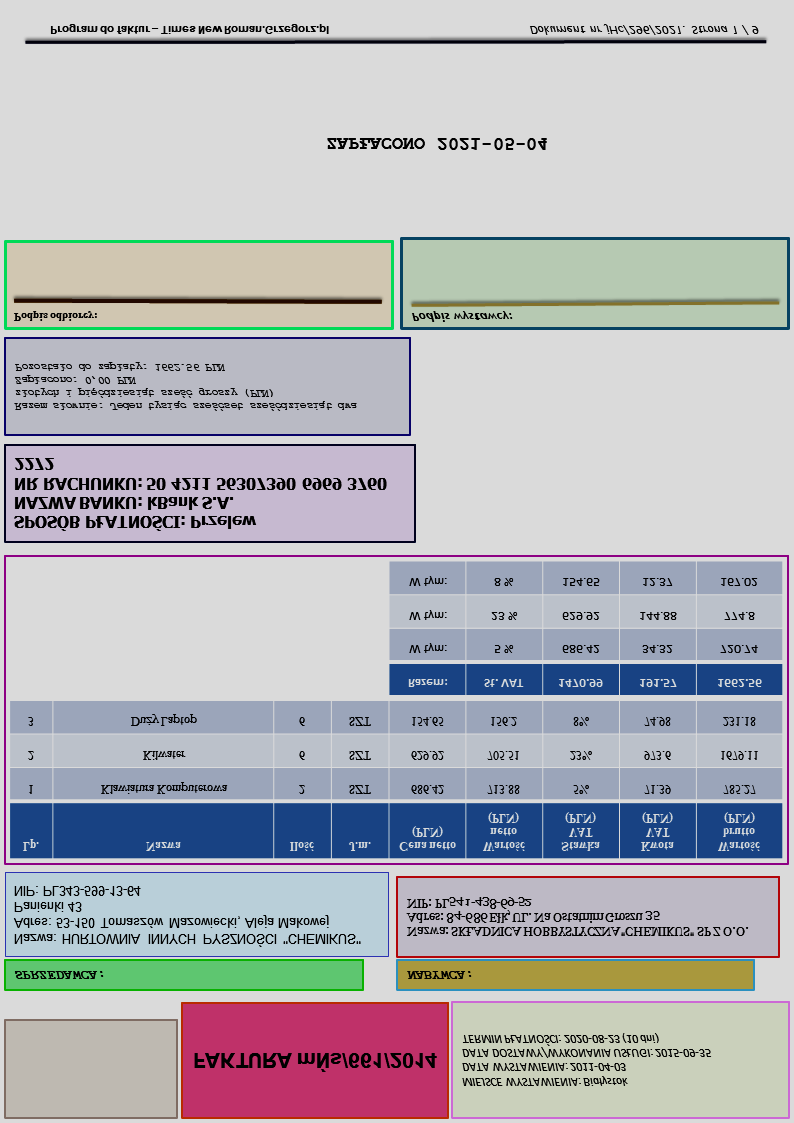 FAKTURA mŃs/661/2014
MIEJSCE WYSTAWIENIA: Białystok
DATA WYSTAWIENIA: 2011-04-03
DATA DOSTAWY/WYKONANIA USŁUGI: 2015-09-35
TERMIN PŁATNOŚCI: 2020-08-23 (10 dni)
SPRZEDAWCA:
Nazwa: HURTOWNIA INNYCH PYSZNOŚCI "CHEMIKUS"
Adres: 53-150 Tomaszów Mazowiecki, Aleja Makowej
Panienki 43
NIP: PL343-599-13-64
NABYWCA:
Nazwa: SKŁADNICA HOBBYSTYCZNA "CHEMIKUS" SP Z O.O.
Adres: 84-686 Ełk, UL. Na Ostatnim Groszu 35
NIP: PL541-438-69-52
Lp. Nazwa Ilość J.m. Cena netto (PLN) Wartość netto (PLN) Stawka VAT (PLN) Kwota VAT (PLN) Wartość brutto (PLN)
1 Klawiatura Komputerowa 2 SZT 686.42 713.88 5% 71.39 785.27
2 Kilwater 6 SZT 629.92 705.51 23% 973.6 1679.11
3 Duży Laptop 6 SZT 154.65 156.2 8% 74.98 231.18
Razem: St. VAT 1470.99 191.57 1662.56
W tym: 5 % 686.42 34.32 720.74
W tym: 23 % 629.92 144.88 774.8
W tym: 8 % 154.65 12.37 167.02
SPOSÓB PŁATNOŚCI: Przelew
NAZWA BANKU: kBank S.A.
NR RACHUNKU: 50 4211 56307390 6969 3760
2272
Razem słownie: Jeden tysiąc sześćset sześćdziesiąt dwa
złotych i pięćdziesiąt sześć groszy (PLN)
Zapłacono: 0,00 PLN
Pozostało do zapłaty: 1662.56 PLN
Podpis odbiorcy:
Podpis wystawcy:
ZAPŁACONO 2021-05-04
Program do faktur – Times New Roman.Grzegorz.pl
Dokument nr jHc/296/2021. Strona 1 / 9